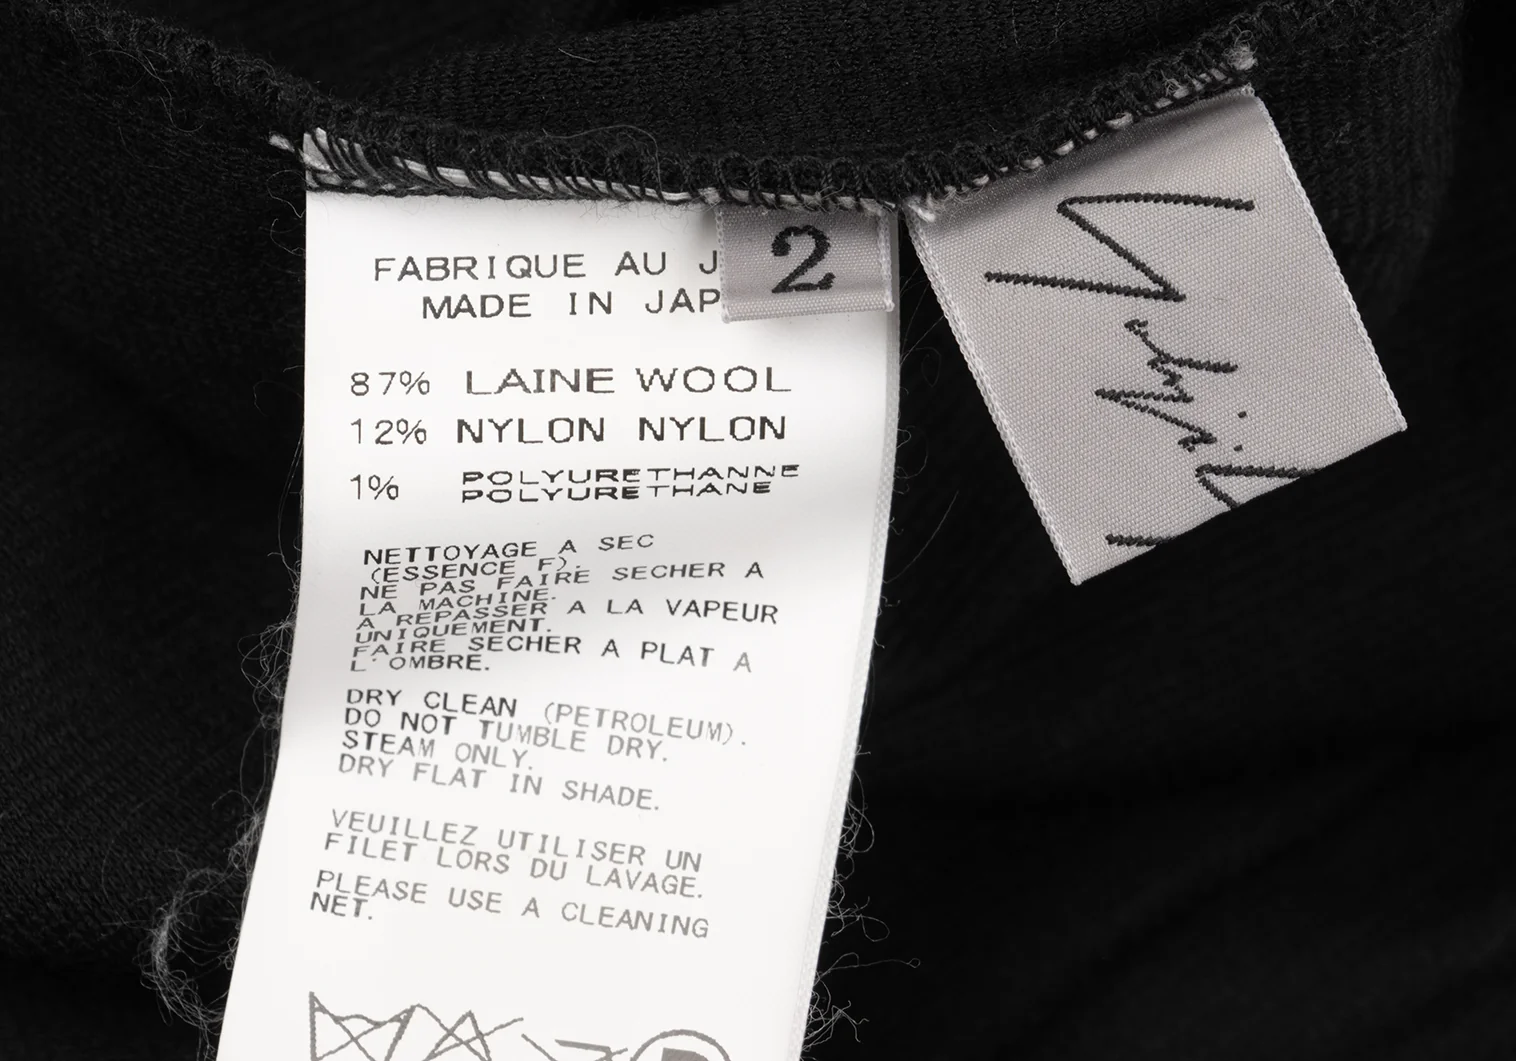 FABRIQUE AU J
MADE IN JAP
2
87% LAINE WOOL
12% NYLON NYLON
1% POLYURETHANNE
POLYURETHANE
NETTOYAGE A SEC
(ESSENCE F).
NE PAS FAIRE SECHER A
LA MACHINE.
A REPASSER A LA VAPEUR
UNIQUEMENT.
FAIRE SECHER A PLAT A
L'OMBRE.
DRY CLEAN (PETROLEUM).
DO NOT TUMBLE DRY.
STEAM ONLY.
DRY FLAT IN SHADE.
VEUILLEZ UTILISER UN
FILET LORS DU LAVAGE.
PLEASE USE A CLEANING
NET.